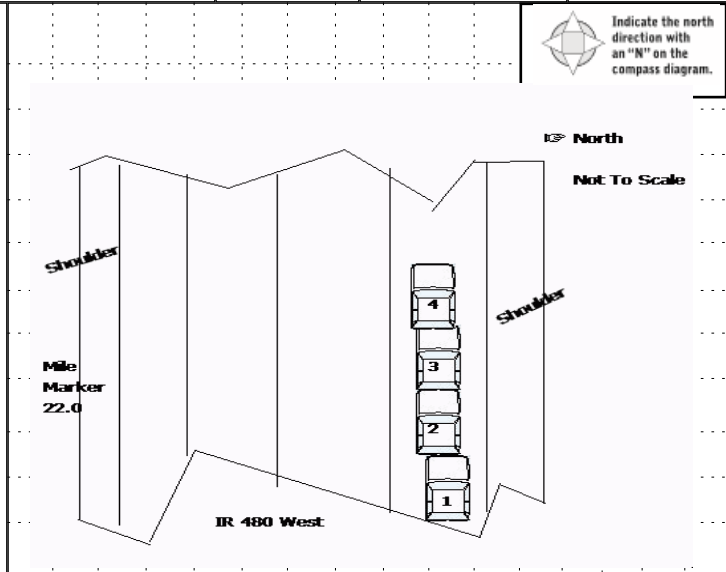 Indicate the north
direction with
an “N” on the
compass diagram.
☞ North
Not To Scale
Shoulder
Shoulder
4
Mile
Marker
22.0
3
2
1
IR 480 West